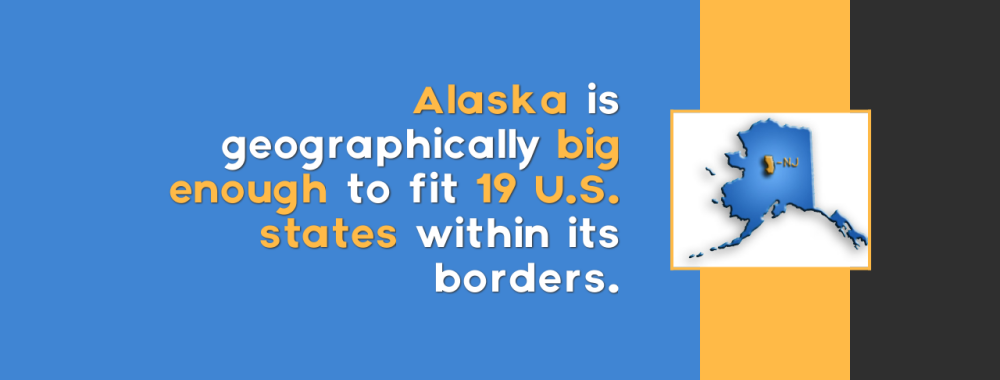 Alaska is
geographically big
enough to fit 19 U.S.
states within its
borders.
-NJ